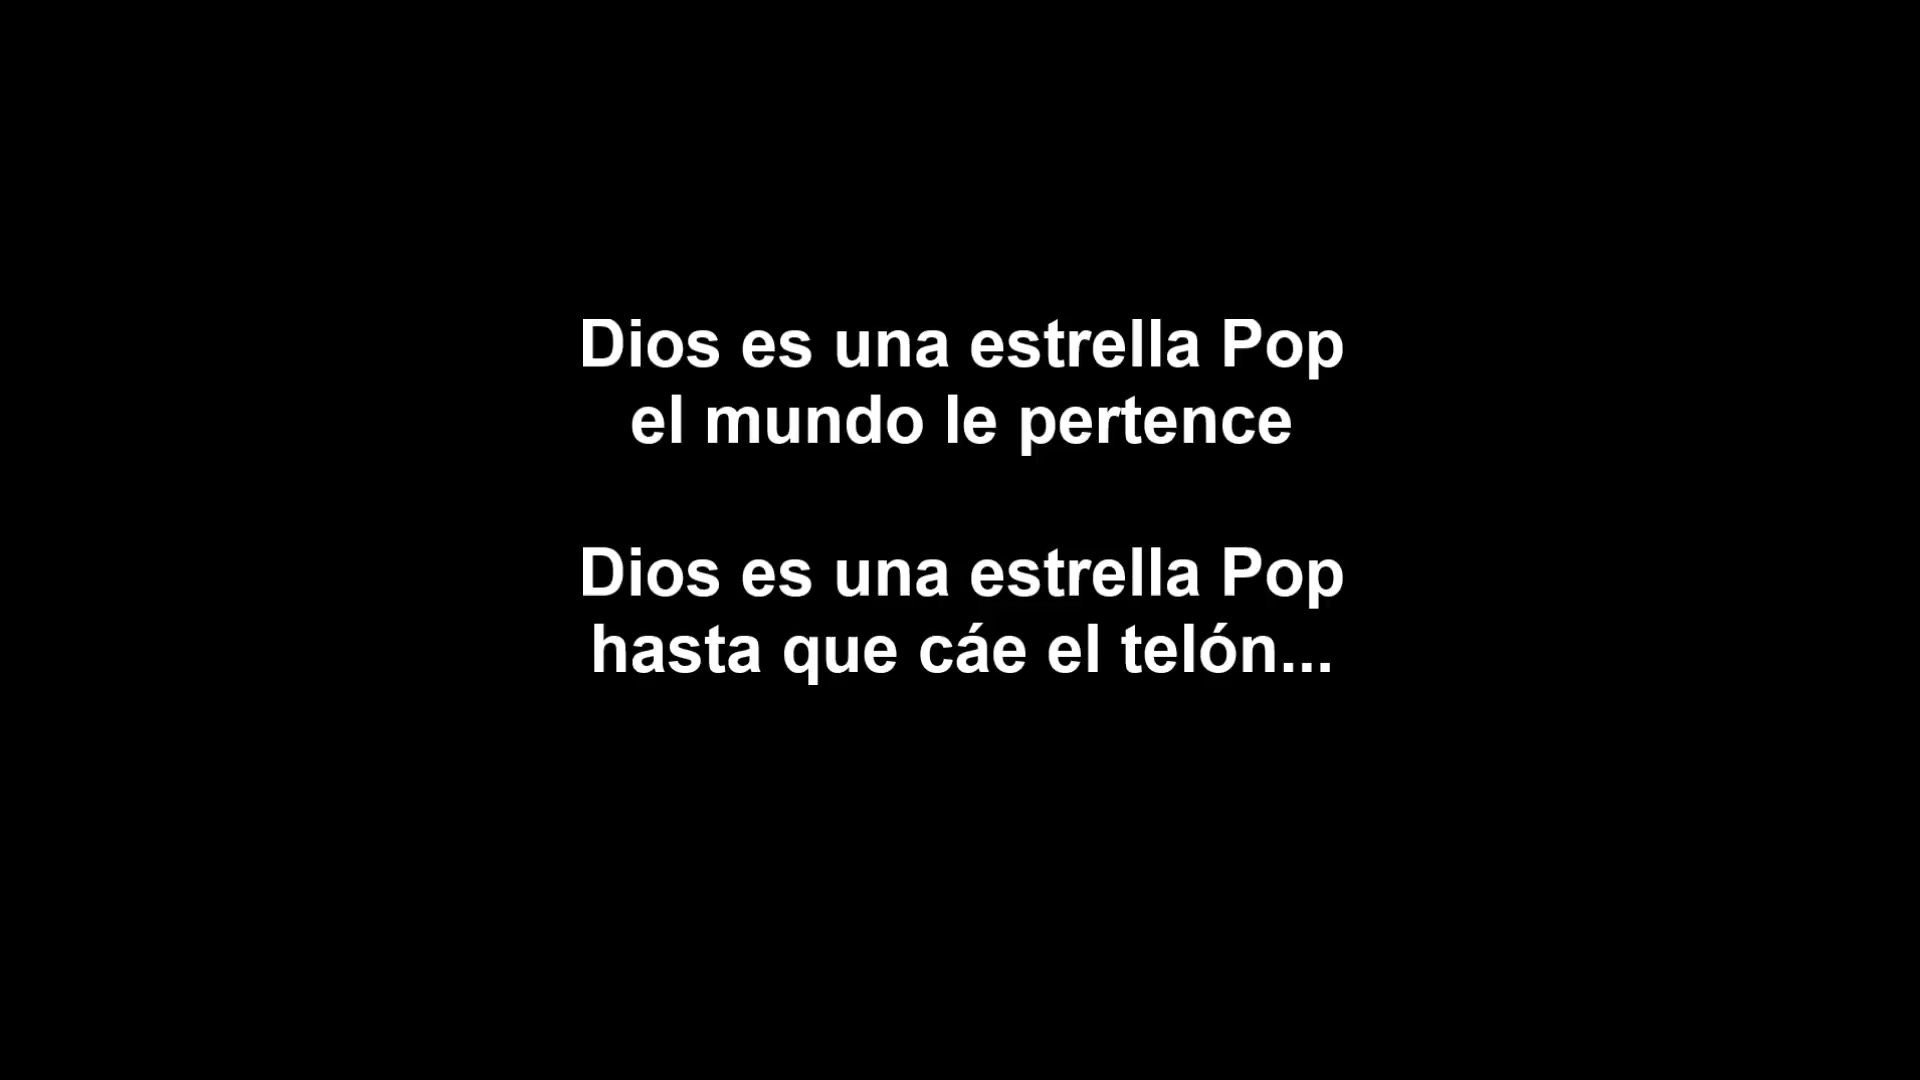 Dios es una estrella Pop
el mundo le pertence
Dios es una estrella Pop
hasta que cáe el telón...